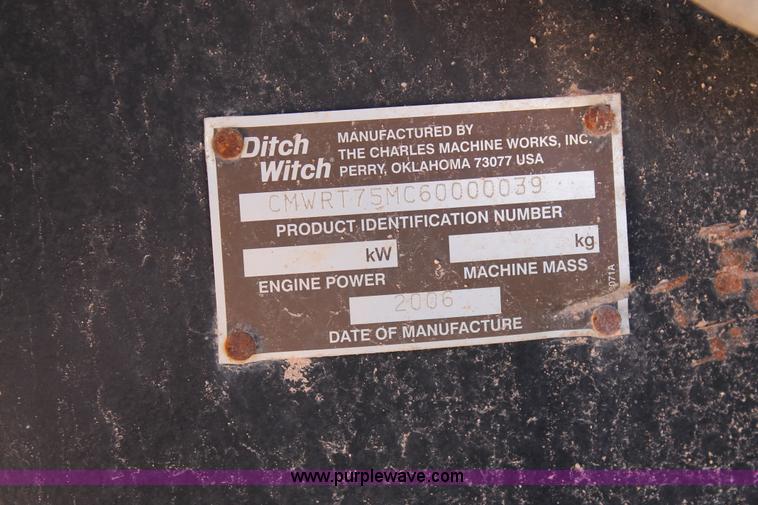 Ditch
Witch
MANUFACTURED BY
THE CHARLES MACHINE WORKS, INC.
PERRY, OKLAHOMA 73077 USA
CMWRT75MC60000039
PRODUCT IDENTIFICATION NUMBER
kW
ENGINE POWER
kg
MACHINE MASS
2006
DATE OF MANUFACTURE
www.purplewave.com